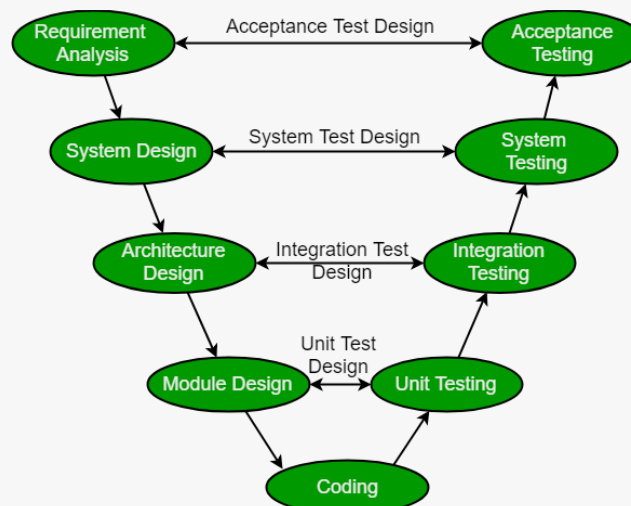 Requirement
Analysis
Acceptance Test Design
Acceptance
Testing
System Design
System Test Design
System
Testing
Architecture
Design
Integration Test
Design
Integration
Testing
Module Design
Unit Test
Design
Unit Testing
Coding